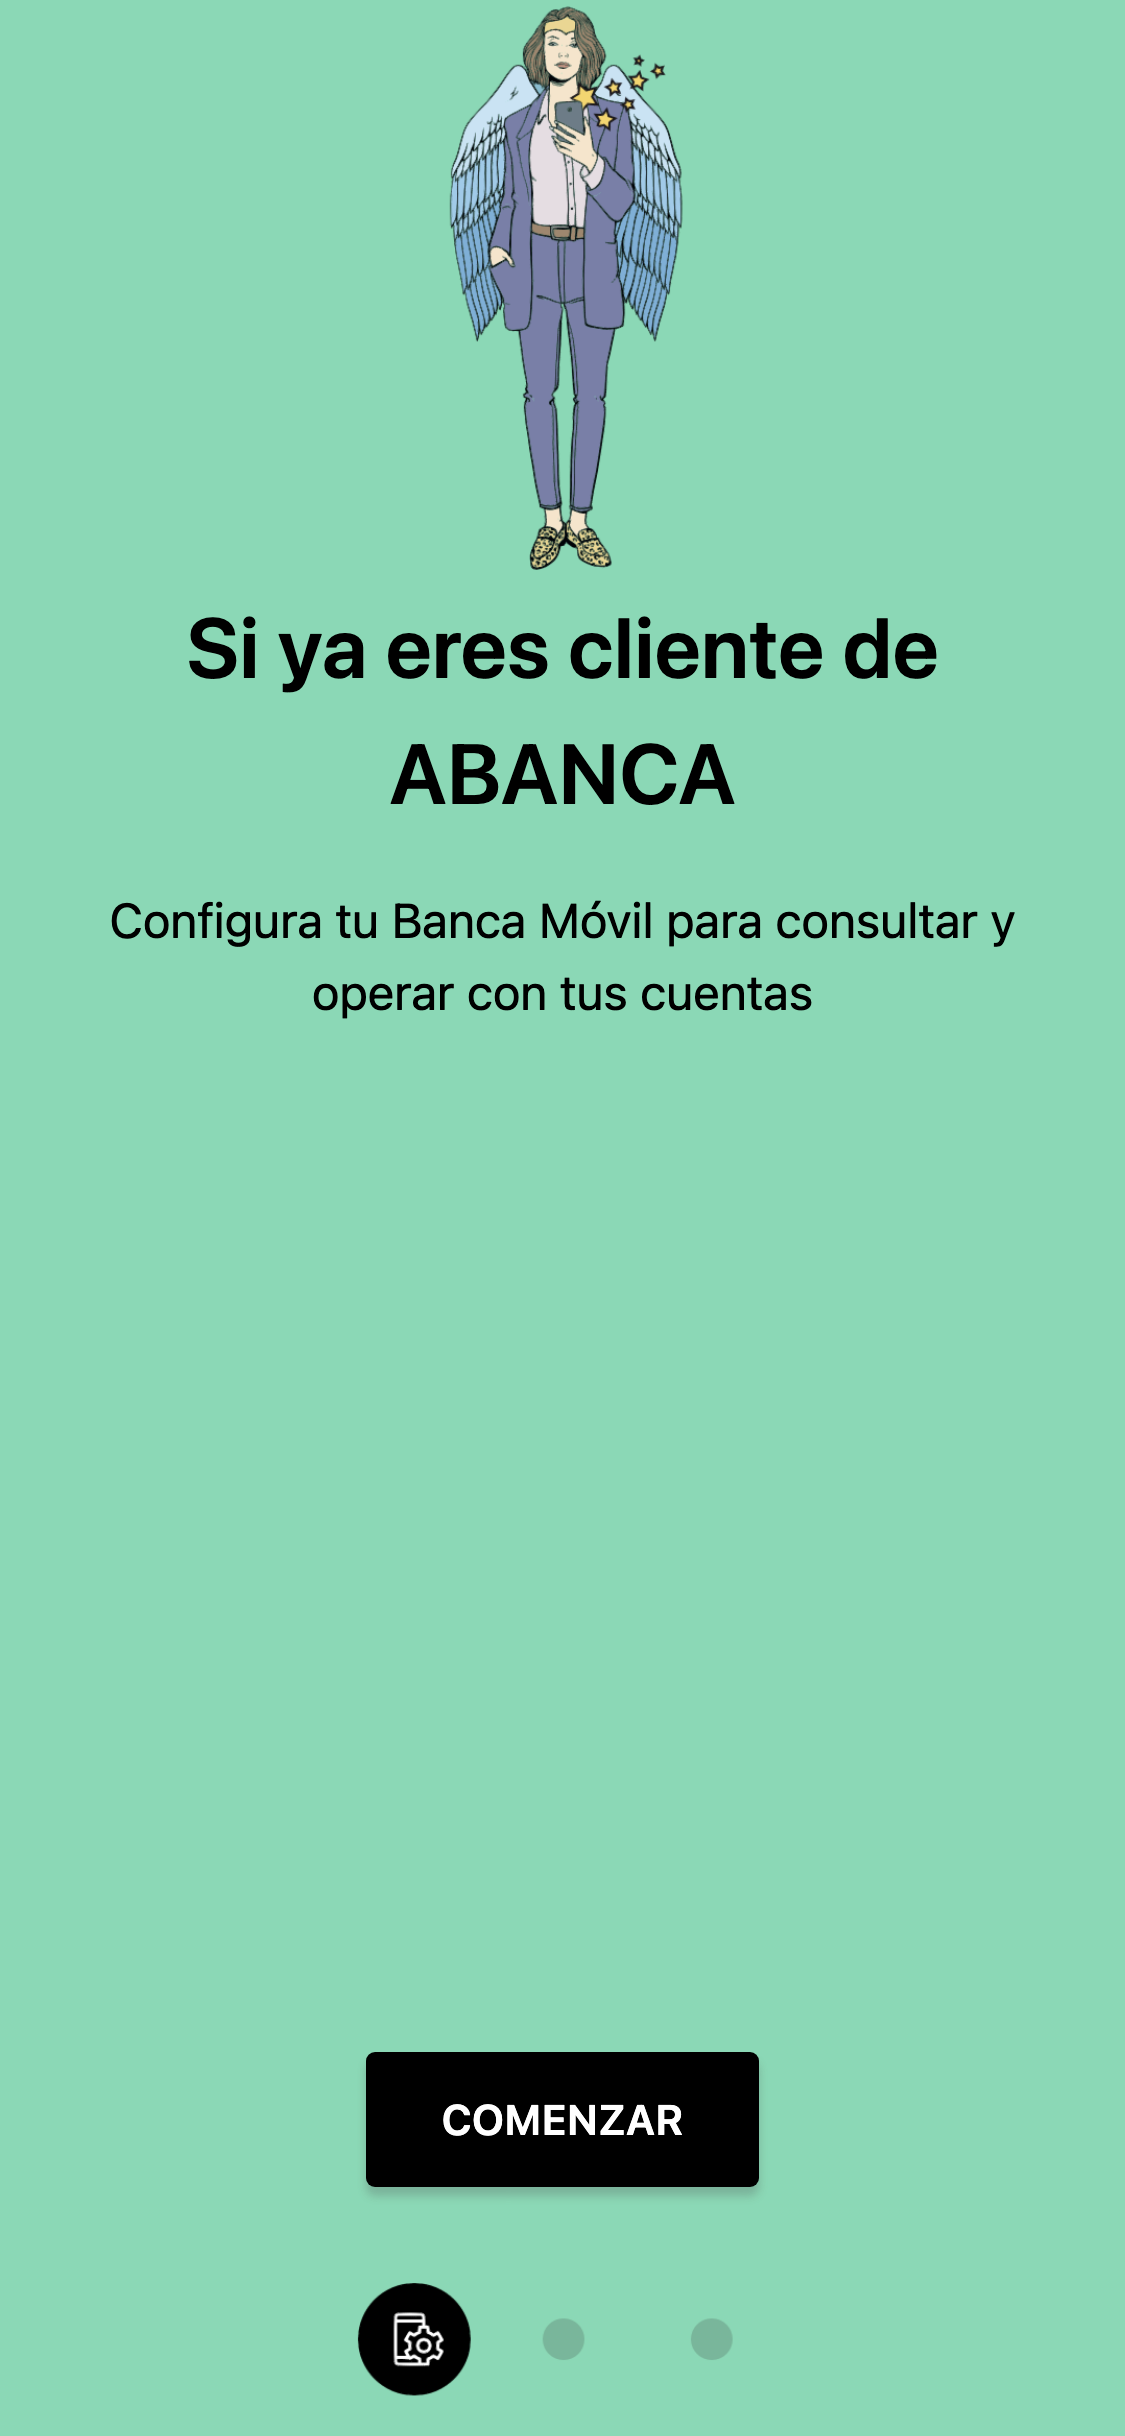 Si ya eres cliente de
ABANCA
Configura tu Banca Móvil para consultar y
operar con tus cuentas
COMENZAR